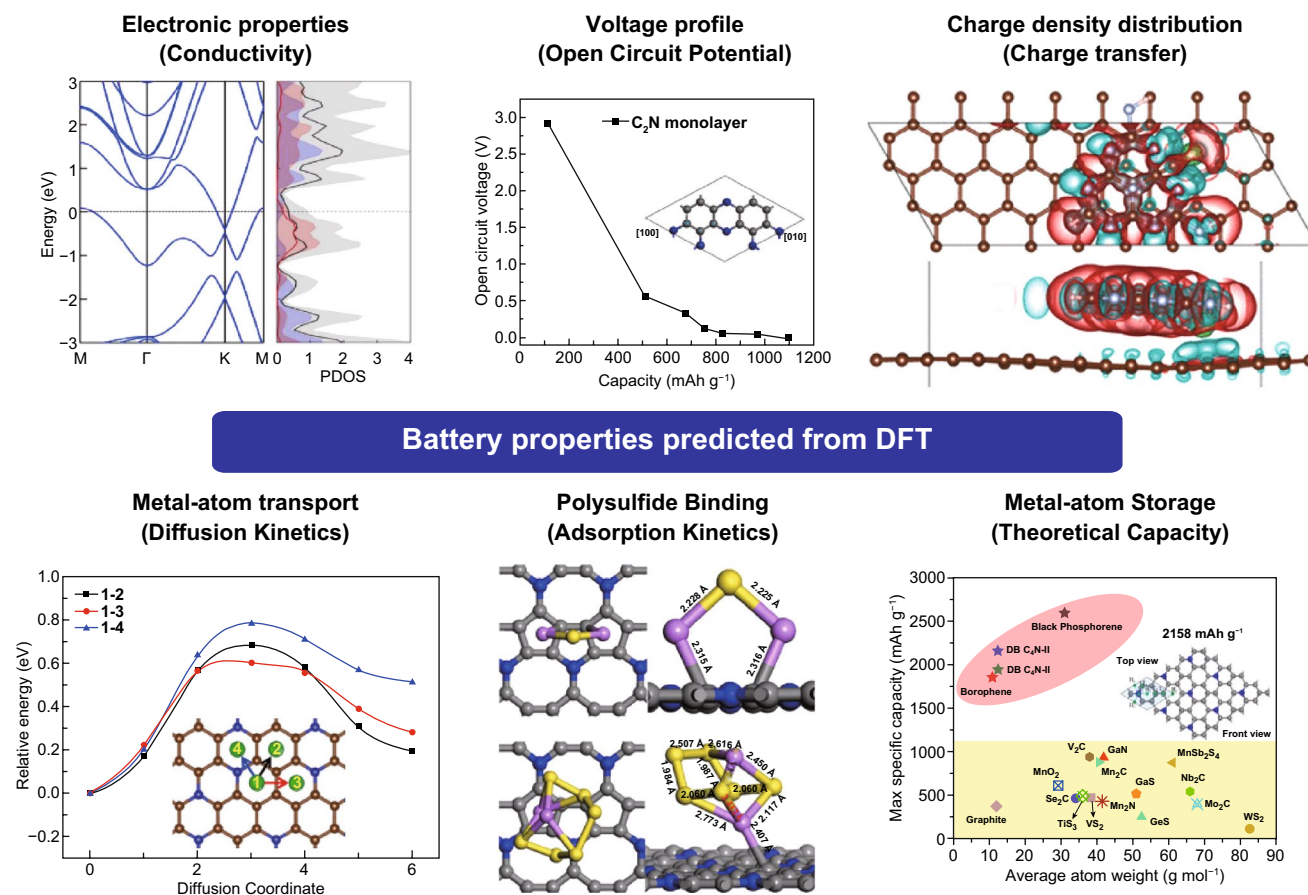 Electronic properties
(Conductivity)
Voltage profile
(Open Circuit Potential)
Charge density distribution
(Charge transfer)
3
2
1
0
−1
−2
−3
Energy (eV)
M Γ K M
0 1 2 3 4
PDOS
3.0
2.5
2.0
1.5
1.0
0.5
0.0
Open circuit voltage (V)
C₂N monolayer
[100]
[010]
0 200 400 600 800 1000 1200
Capacity (mAh g⁻¹)
Battery properties predicted from DFT
Metal-atom transport
(Diffusion Kinetics)
Polysulfide Binding
(Adsorption Kinetics)
Metal-atom Storage
(Theoretical Capacity)
1.0
0.8
0.6
0.4
0.2
0.0
−0.2
Relative energy (eV)
1-2
1-3
1-4
4 2
1 3
0 2 4 6
Diffusion Coordinate
2.228 Å
2.225 Å
2.315 Å
2.316 Å
2.507 Å
2.616 Å
2.450 Å
1.984 Å
1.987 Å
2.060 Å
2.060 Å
2.117 Å
2.773 Å
2.407 Å
3000
2500
2000
1500
1000
500
0
Max specific capacity (mAh g⁻¹)
Black Phosphorene
DB C₄N-II
DB C₄N-II
Borophene
2158 mAh g⁻¹
Top view
Front view
V₂C
GaN
MnSb₂S₄
Mn₂C
MnO₂
GaS
Nb₂C
Se₂C
Mn₂N
Mo₂C
Graphite
TiS₃
VS₂
GeS
WS₂
0 10 20 30 40 50 60 70 80 90
Average atom weight (g mol⁻¹)